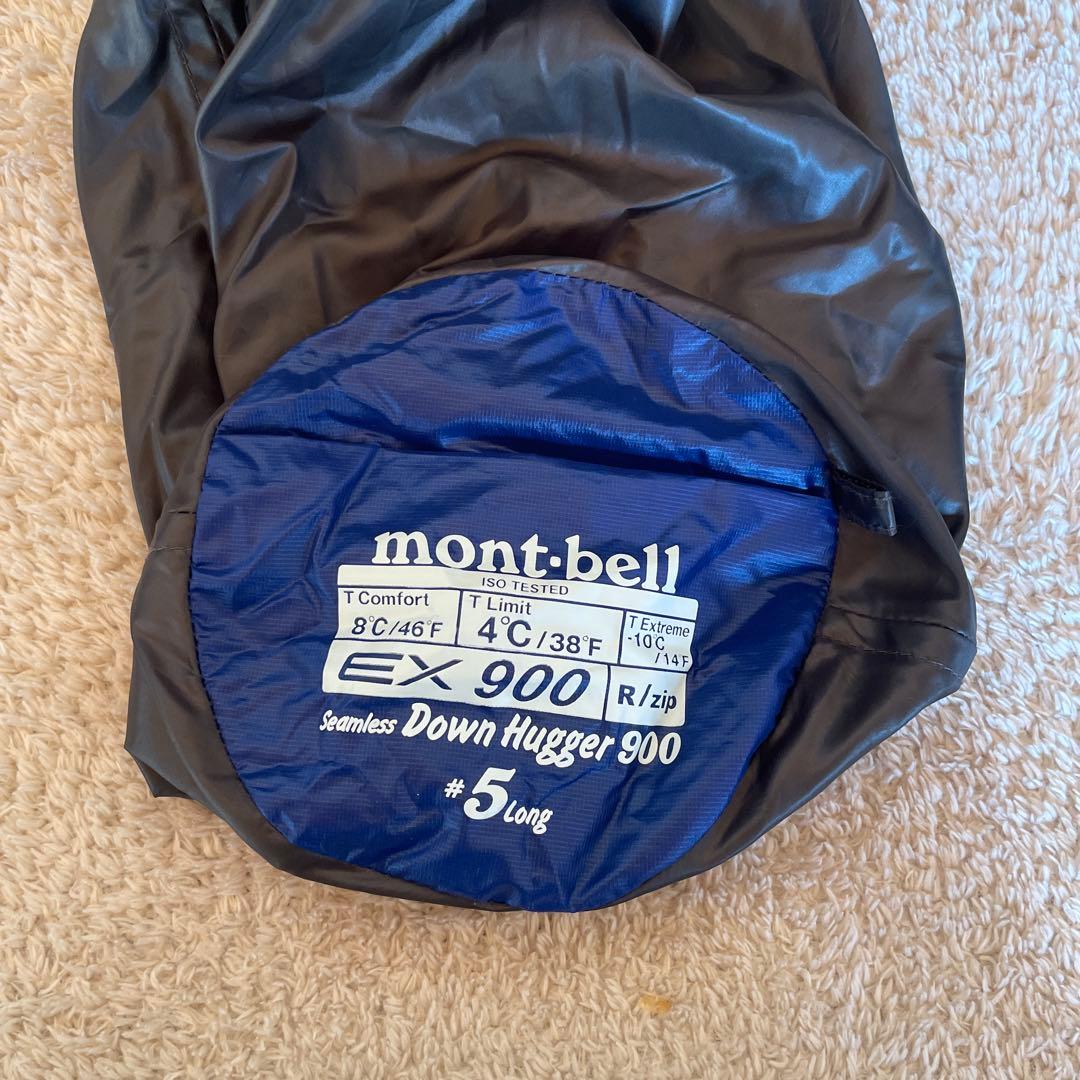 mont-bell
ISO TESTED
T Comfort T Limit T Extreme
8℃/46°F 4℃/38°F -10℃/14°F
EX 900 R/zip
Seamless Down Hugger 900
#5 Long